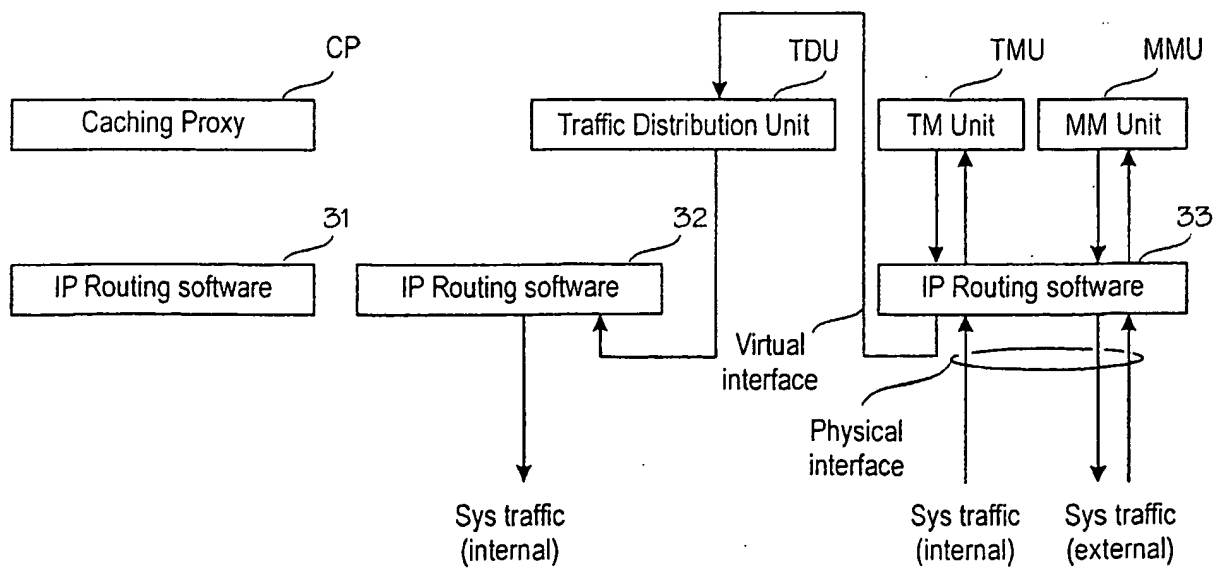 CP
TDU
TMU
MMU
Caching Proxy
Traffic Distribution Unit
TM Unit
MM Unit
31
32
33
IP Routing software
IP Routing software
IP Routing software
Virtual
interface
Physical
interface
Sys traffic
(internal)
Sys traffic
(internal)
Sys traffic
(external)